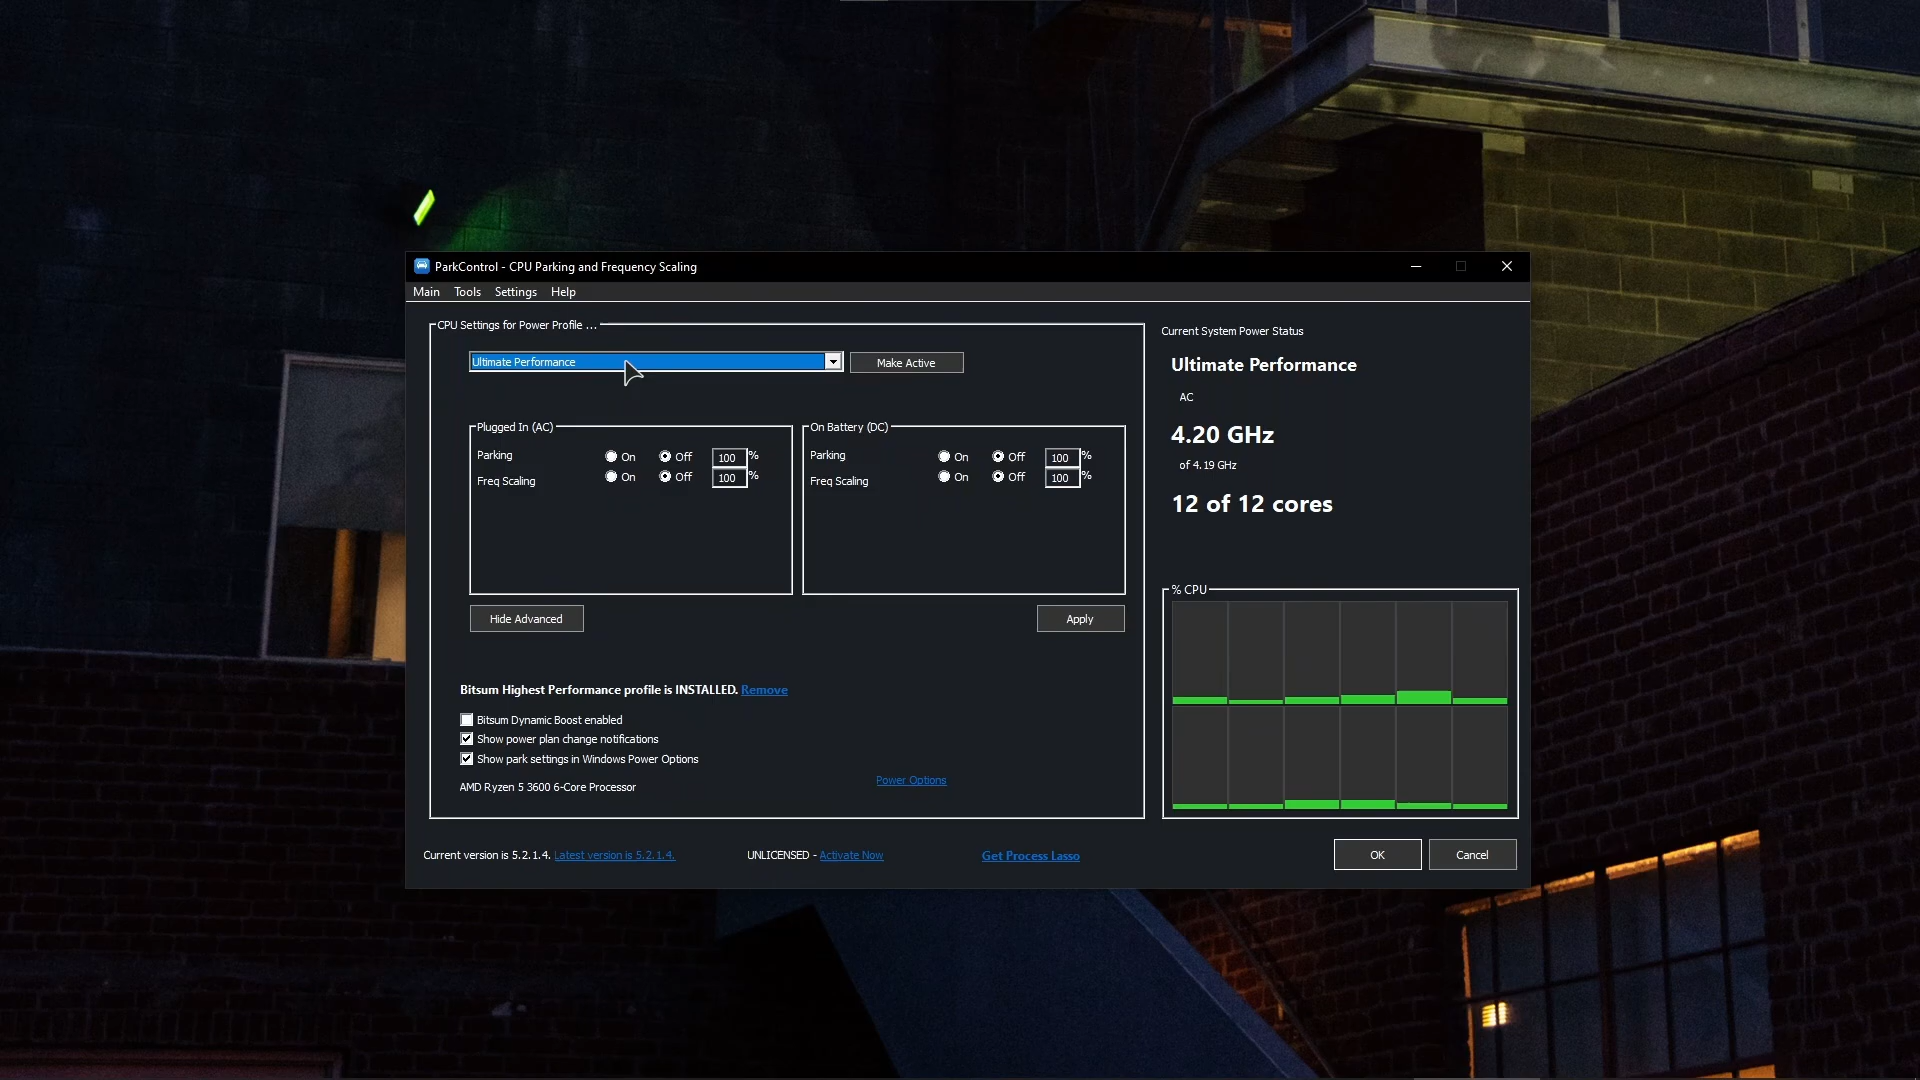 ParkControl - CPU Parking and Frequency Scaling
Main Tools Settings Help
CPU Settings for Power Profile ...
Ultimate Performance
Make Active
Plugged In (AC)
Parking On Off 100 %
Freq Scaling On Off 100 %
On Battery (DC)
Parking On Off 100 %
Freq Scaling On Off 100 %
Hide Advanced
Apply
Bitsum Highest Performance profile is INSTALLED. Remove
Bitsum Dynamic Boost enabled
Show power plan change notifications
Show park settings in Windows Power Options
AMD Ryzen 5 3600 6-Core Processor
Power Options
Current System Power Status
Ultimate Performance
AC
4.20 GHz
of 4.19 GHz
12 of 12 cores
% CPU
Current version is 5.2.1.4. Latest version is 5.2.1.4.
UNLICENSED - Activate Now
Get Process Lasso
OK
Cancel